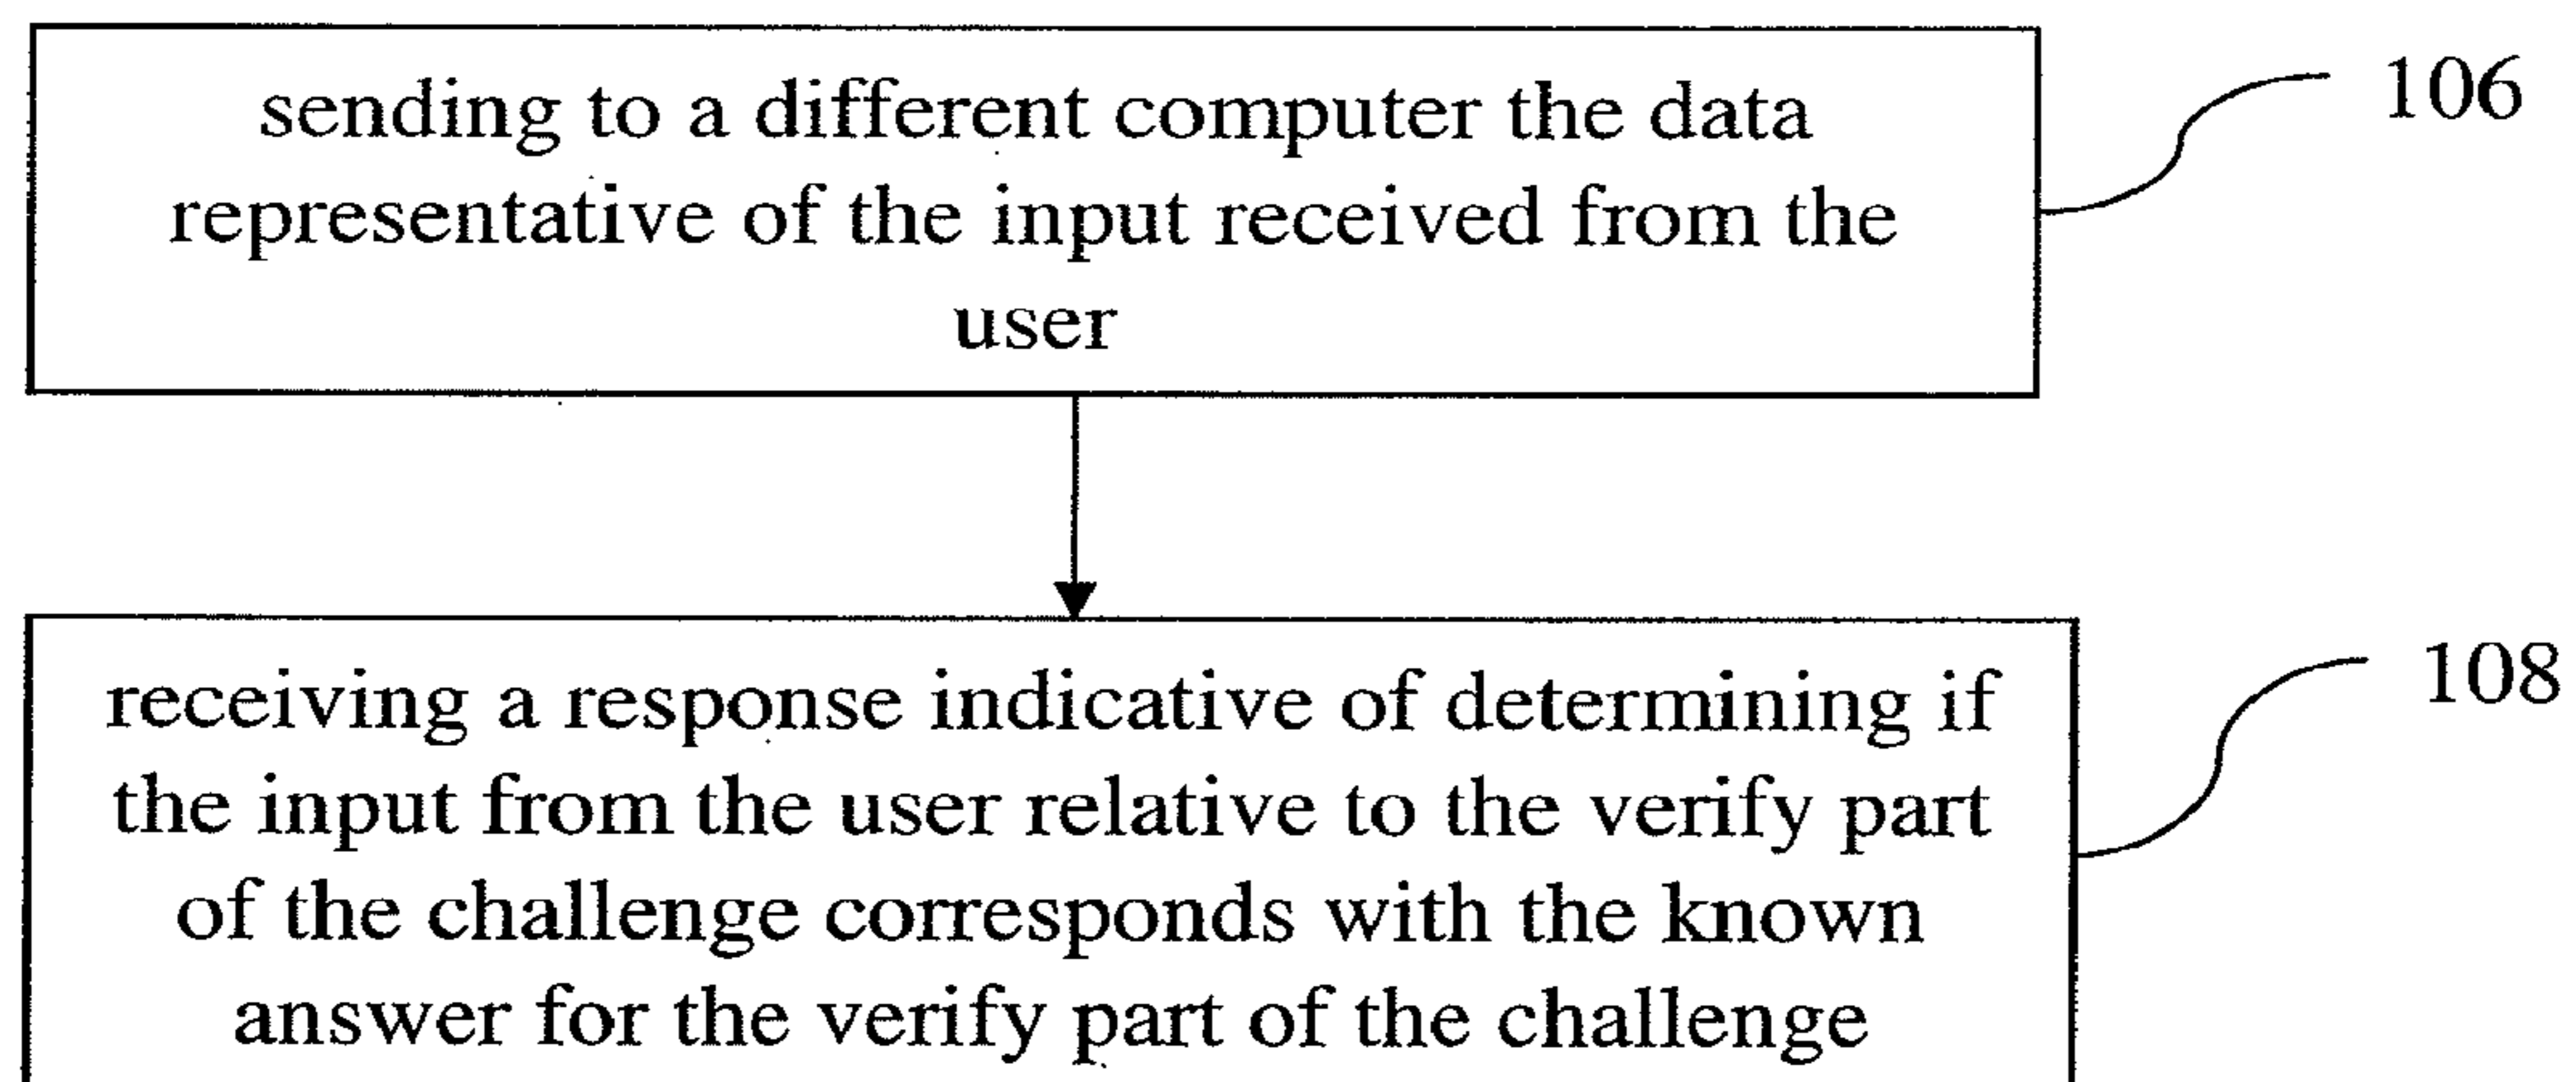 sending to a different computer the data
representative of the input received from the
user
106
receiving a response indicative of determining if
the input from the user relative to the verify part
of the challenge corresponds with the known
answer for the verify part of the challenge
108